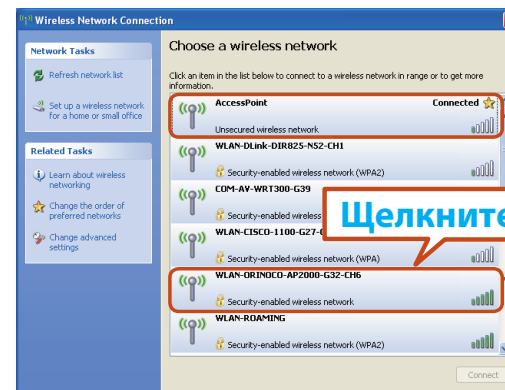 Wireless Network Connection
Network Tasks
Refresh network list
Set up a wireless network
for a home or small office
Related Tasks
Learn about wireless
networking
Change the order of
preferred networks
Change advanced
settings
Choose a wireless network
Click an item in the list below to connect to a wireless network in range or to get more
information.
AccessPoint Connected
Unsecured wireless network
WLAN-DLink-DIR825-N52-CH1
Security-enabled wireless network (WPA2)
COM-AV-WRT300-G39
Security-enabled wireless
Щелкните
WLAN-CISCO-1100-G27-
Security-enabled wireless network (WPA)
WLAN-ORINOCO-AP2000-G32-CH6
Security-enabled wireless network
WLAN-ROAMING
Security-enabled wireless network (WPA2)
Connect